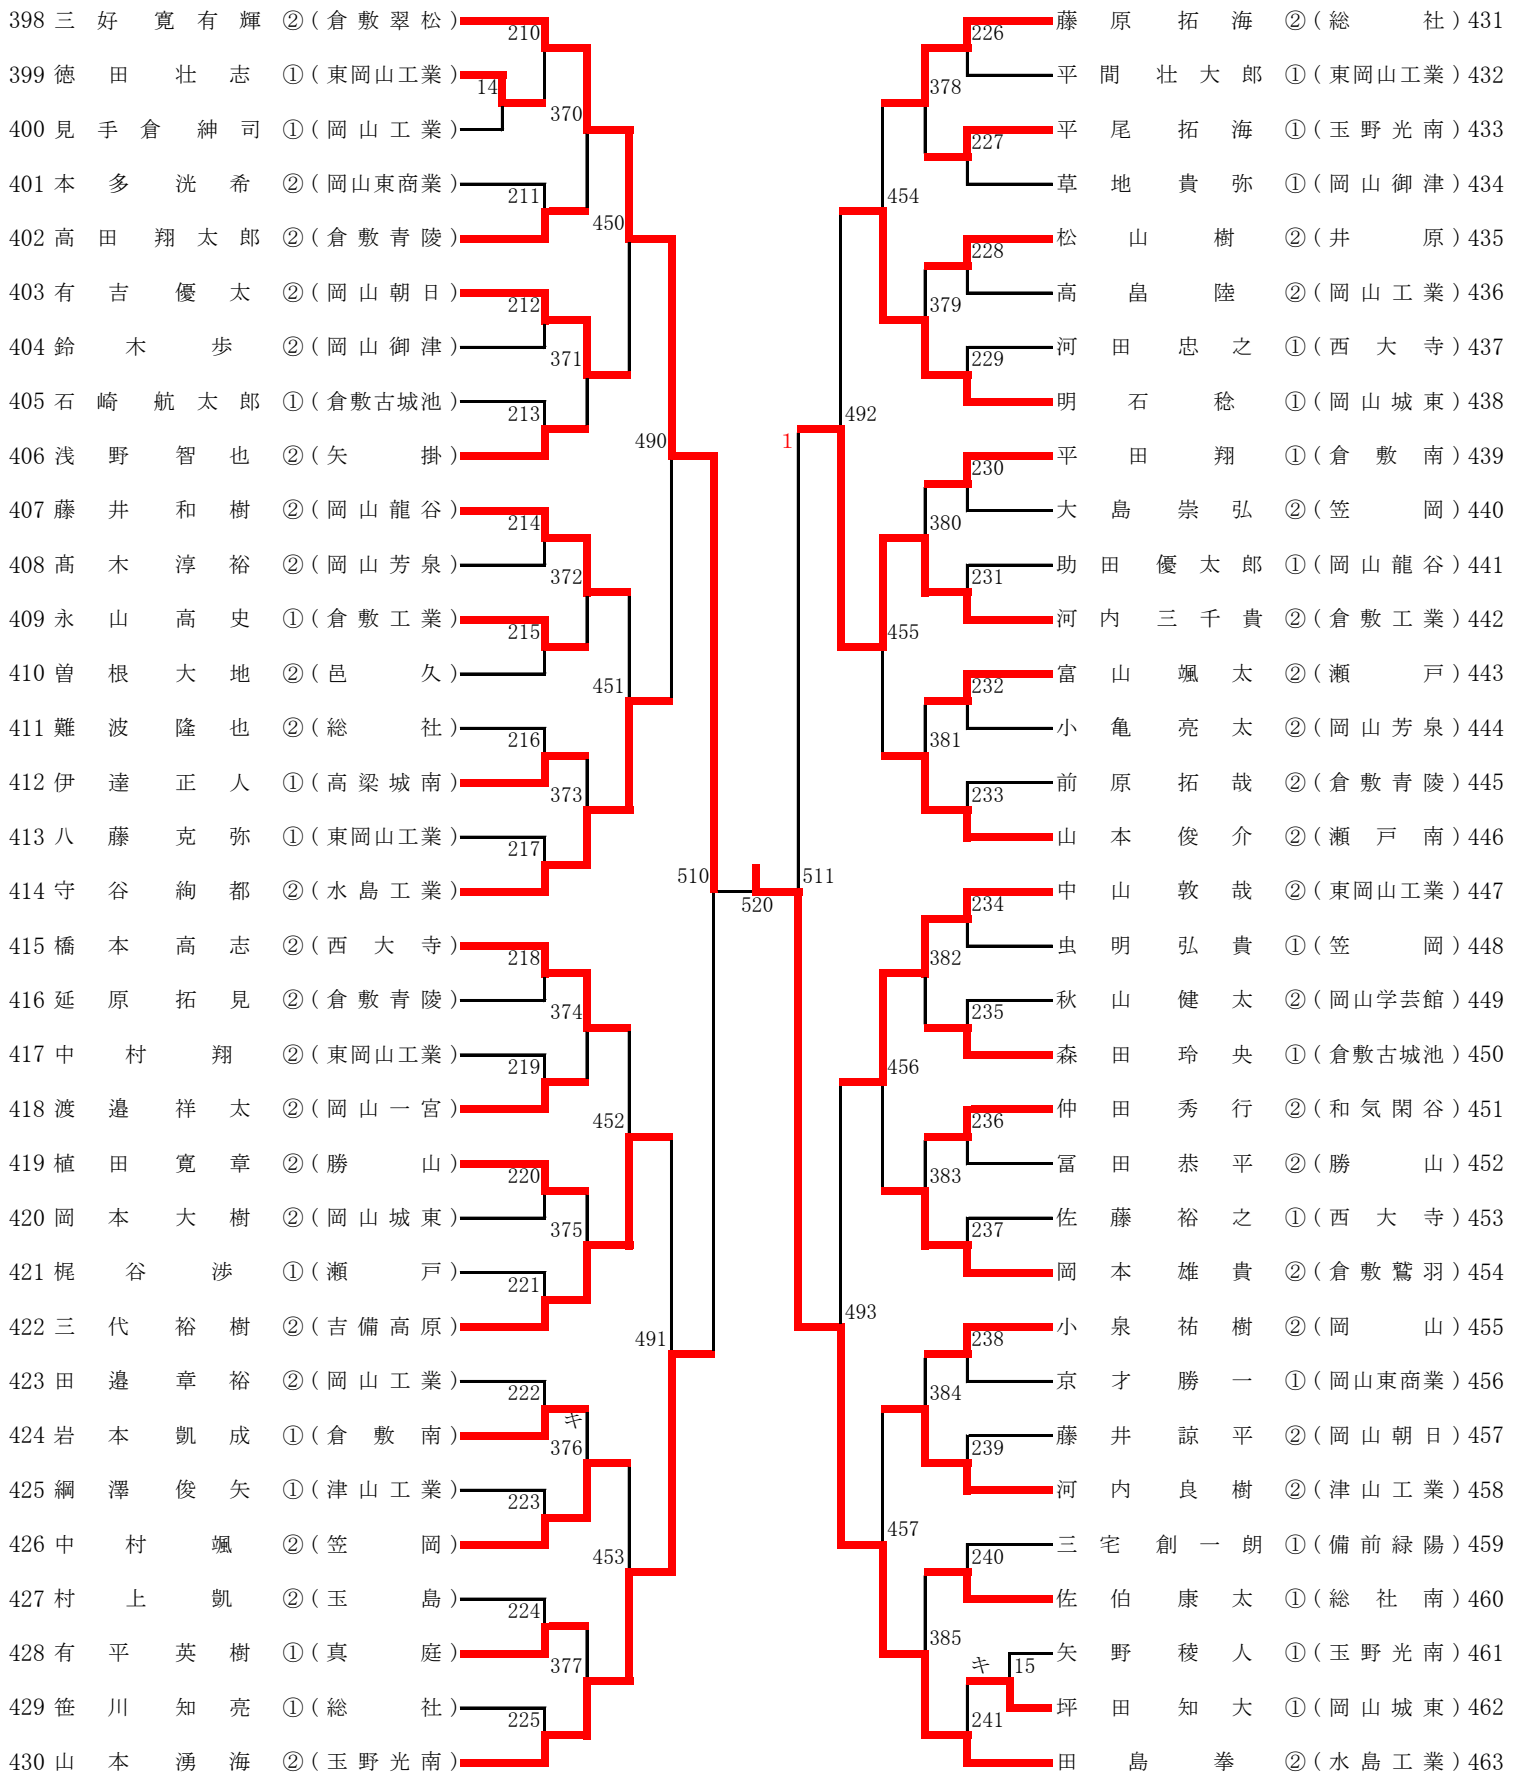 398 三好寛有輝 ②(倉敷翠松)
399 徳田壮志 ①(東岡山工業)
400 見手倉紳司 ①(岡山工業)
401 本多洸希 ②(岡山東商業)
402 高田翔太郎 ②(倉敷青陵)
403 有吉優太 ②(岡山朝日)
404 鈴木歩 ②(岡山御津)
405 石崎航太郎 ①(倉敷古城池)
406 浅野智也 ②(矢掛)
407 藤井和樹 ②(岡山龍谷)
408 髙木淳裕 ②(岡山芳泉)
409 永山高史 ①(倉敷工業)
410 曽根大地 ②(邑久)
411 難波隆也 ②(総社)
412 伊達正人 ①(高梁城南)
413 八藤克弥 ①(東岡山工業)
414 守谷絢都 ②(水島工業)
415 橋本高志 ②(西大寺)
416 延原拓見 ②(倉敷青陵)
417 中村翔 ②(東岡山工業)
418 渡邉祥太 ②(岡山一宮)
419 植田寛章 ②(勝山)
420 岡本大樹 ②(岡山城東)
421 梶谷渉 ①(瀬戸)
422 三代裕樹 ②(吉備高原)
423 田邉章裕 ②(岡山工業)
424 岩本凱成 ①(倉敷南)
425 綱澤俊矢 ①(津山工業)
426 中村颯 ②(笠岡)
427 村上凱 ②(玉島)
428 有平英樹 ①(真庭)
429 笹川知亮 ①(総社)
430 山本湧海 ②(玉野光南)
210
14
370
211
450
212
371
213
490
214
372
215
451
216
373
217
510
218
374
219
452
220
375
221
491
222
キ
376
223
453
224
377
225
520
1
511
226
378
227
454
228
379
229
492
230
380
231
455
232
381
233
234
382
235
456
236
383
237
493
238
384
239
457
240
385
キ
15
241
藤原拓海 ②(総社)431
平間壮大郎 ①(東岡山工業)432
平尾拓海 ①(玉野光南)433
草地貴弥 ①(岡山御津)434
松山樹 ②(井原)435
高畠陸 ②(岡山工業)436
河田忠之 ①(西大寺)437
明石稔 ①(岡山城東)438
平田翔 ①(倉敷南)439
大島崇弘 ②(笠岡)440
助田優太郎 ①(岡山龍谷)441
河内三千貴 ②(倉敷工業)442
富山颯太 ②(瀬戸)443
小亀亮太 ②(岡山芳泉)444
前原拓哉 ②(倉敷青陵)445
山本俊介 ②(瀬戸南)446
中山敦哉 ②(東岡山工業)447
虫明弘貴 ①(笠岡)448
秋山健太 ②(岡山学芸館)449
森田玲央 ①(倉敷古城池)450
仲田秀行 ②(和気閑谷)451
冨田恭平 ②(勝山)452
佐藤裕之 ①(西大寺)453
岡本雄貴 ②(倉敷鷲羽)454
小泉祐樹 ②(岡山)455
京才勝一 ①(岡山東商業)456
藤井諒平 ②(岡山朝日)457
河内良樹 ②(津山工業)458
三宅創一朗 ①(備前緑陽)459
佐伯康太 ①(総社南)460
矢野稜人 ①(玉野光南)461
坪田知大 ①(岡山城東)462
田島拳 ②(水島工業)463